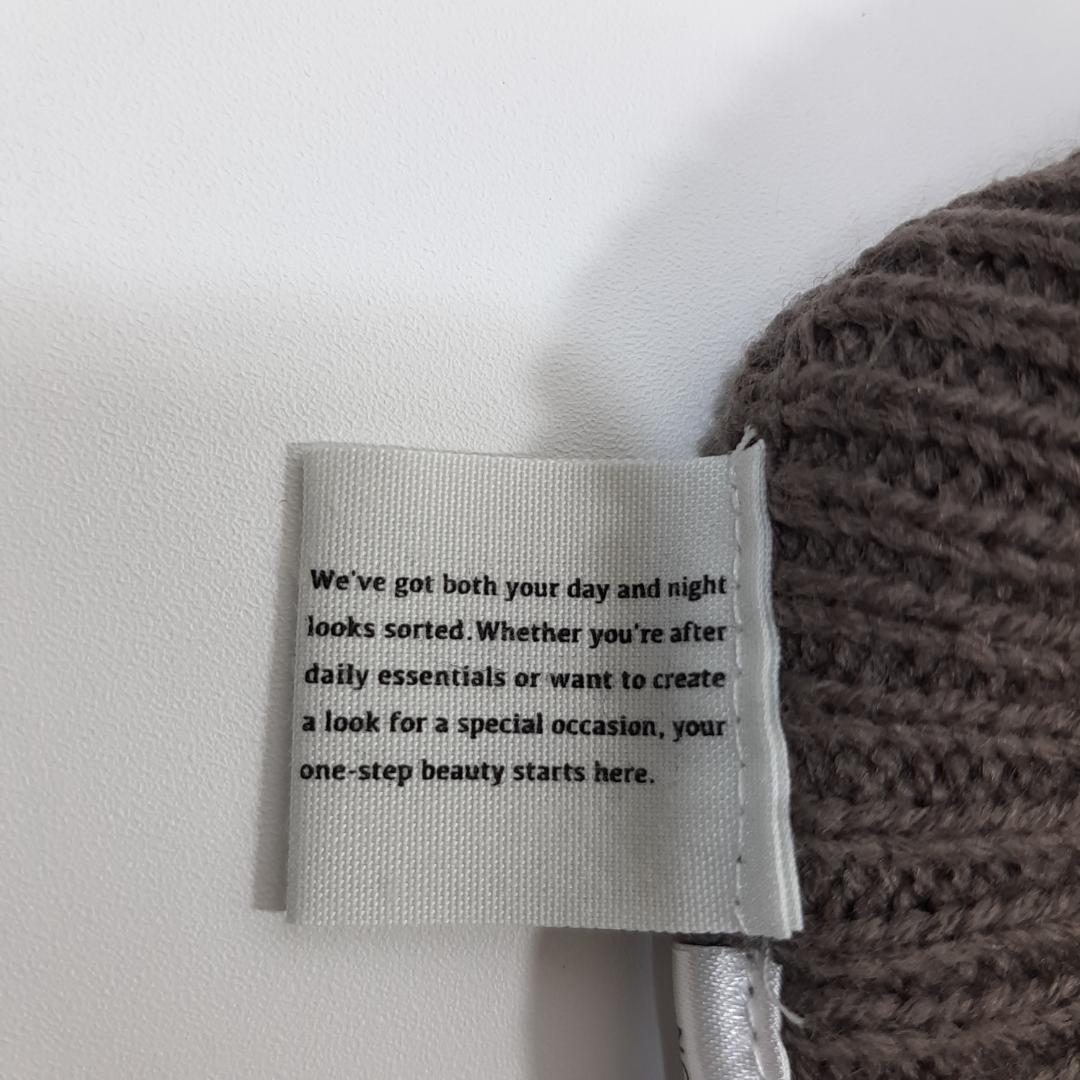 We've got both your day and night
looks sorted.Whether you're after
daily essentials or want to create
a look for a special occasion, your
one-step beauty starts here.